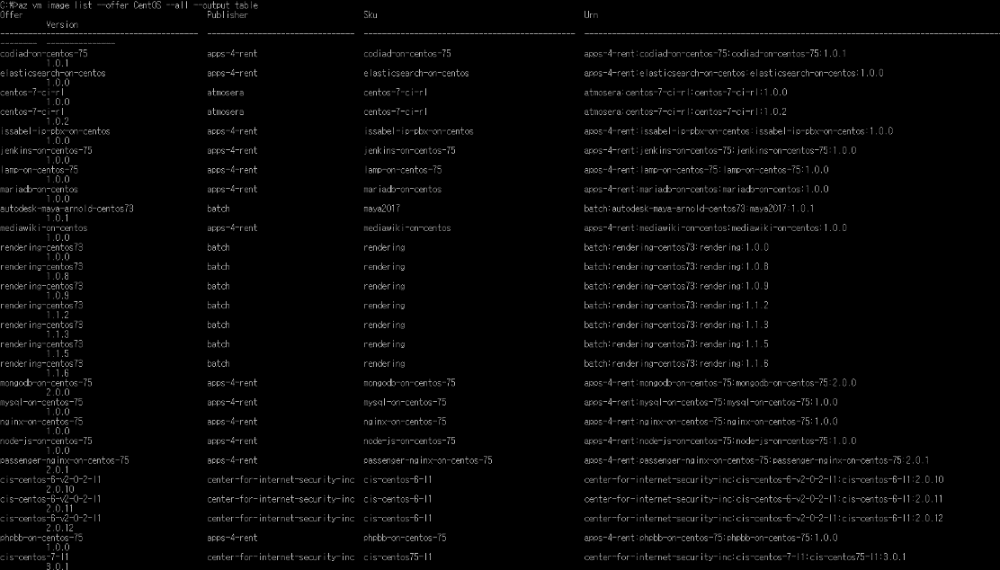 C:\>az vm image list --offer CentOS --all --output table
Offer Publisher Sku Urn
Version
---------------------------------- ------------------------- ------------------------------------ ------------------------------------------------------------------------
-------- ---------------
codiad-on-centos-75 apps-4-rent codiad-on-centos-75 apps-4-rent:codiad-on-centos-75:codiad-on-centos-75:1.0.1
1.0.1
elasticsearch-on-centos apps-4-rent elasticsearch-on-centos apps-4-rent:elasticsearch-on-centos:elasticsearch-on-centos:1.0.0
1.0.0
centos-7-ci-rl atmosera centos-7-ci-rl atmosera:centos-7-ci-rl:centos-7-ci-rl:1.0.0
1.0.0
centos-7-ci-rl atmosera centos-7-ci-rl atmosera:centos-7-ci-rl:centos-7-ci-rl:1.0.2
1.0.2
issabel-ip-pbx-on-centos apps-4-rent issabel-ip-pbx-on-centos apps-4-rent:issabel-ip-pbx-on-centos:issabel-ip-pbx-on-centos:1.0.0
1.0.0
jenkins-on-centos-75 apps-4-rent jenkins-on-centos-75 apps-4-rent:jenkins-on-centos-75:jenkins-on-centos-75:1.0.0
1.0.0
lamp-on-centos-75 apps-4-rent lamp-on-centos-75 apps-4-rent:lamp-on-centos-75:lamp-on-centos-75:1.0.0
1.0.0
mariadb-on-centos apps-4-rent mariadb-on-centos apps-4-rent:mariadb-on-centos:mariadb-on-centos:1.0.0
1.0.0
autodesk-maya-arnold-centos73 batch maya2017 batch:autodesk-maya-arnold-centos73:maya2017:1.0.1
1.0.1
mediawiki-on-centos apps-4-rent mediawiki-on-centos apps-4-rent:mediawiki-on-centos:mediawiki-on-centos:1.0.0
1.0.0
rendering-centos73 batch rendering batch:rendering-centos73:rendering:1.0.0
1.0.0
rendering-centos73 batch rendering batch:rendering-centos73:rendering:1.0.8
1.0.8
rendering-centos73 batch rendering batch:rendering-centos73:rendering:1.0.9
1.0.9
rendering-centos73 batch rendering batch:rendering-centos73:rendering:1.1.2
1.1.2
rendering-centos73 batch rendering batch:rendering-centos73:rendering:1.1.3
1.1.3
rendering-centos73 batch rendering batch:rendering-centos73:rendering:1.1.5
1.1.5
rendering-centos73 batch rendering batch:rendering-centos73:rendering:1.1.6
1.1.6
mongodb-on-centos-75 apps-4-rent mongodb-on-centos-75 apps-4-rent:mongodb-on-centos-75:mongodb-on-centos-75:2.0.0
2.0.0
mysql-on-centos-75 apps-4-rent mysql-on-centos-75 apps-4-rent:mysql-on-centos-75:mysql-on-centos-75:1.0.0
1.0.0
nginx-on-centos-75 apps-4-rent nginx-on-centos-75 apps-4-rent:nginx-on-centos-75:nginx-on-centos-75:1.0.0
1.0.0
node-js-on-centos-75 apps-4-rent node-js-on-centos-75 apps-4-rent:node-js-on-centos-75:node-js-on-centos-75:1.0.0
1.0.0
passenger-nginx-on-centos-75 apps-4-rent passenger-nginx-on-centos-75 apps-4-rent:passenger-nginx-on-centos-75:passenger-nginx-on-centos-75:2.0.1
2.0.1
cis-centos-6-v2-0-2-l1 center-for-internet-security-inc cis-centos-6-l1 center-for-internet-security-inc:cis-centos-6-v2-0-2-l1:cis-centos-6-l1:2.0.10
2.0.10
cis-centos-6-v2-0-2-l1 center-for-internet-security-inc cis-centos-6-l1 center-for-internet-security-inc:cis-centos-6-v2-0-2-l1:cis-centos-6-l1:2.0.11
2.0.11
cis-centos-6-v2-0-2-l1 center-for-internet-security-inc cis-centos-6-l1 center-for-internet-security-inc:cis-centos-6-v2-0-2-l1:cis-centos-6-l1:2.0.12
2.0.12
phpbb-on-centos-75 apps-4-rent phpbb-on-centos-75 apps-4-rent:phpbb-on-centos-75:phpbb-on-centos-75:1.0.0
1.0.0
cis-centos-7-l1 center-for-internet-security-inc cis-centos75-l1 center-for-internet-security-inc:cis-centos-7-l1:cis-centos75-l1:3.0.1
3.0.1